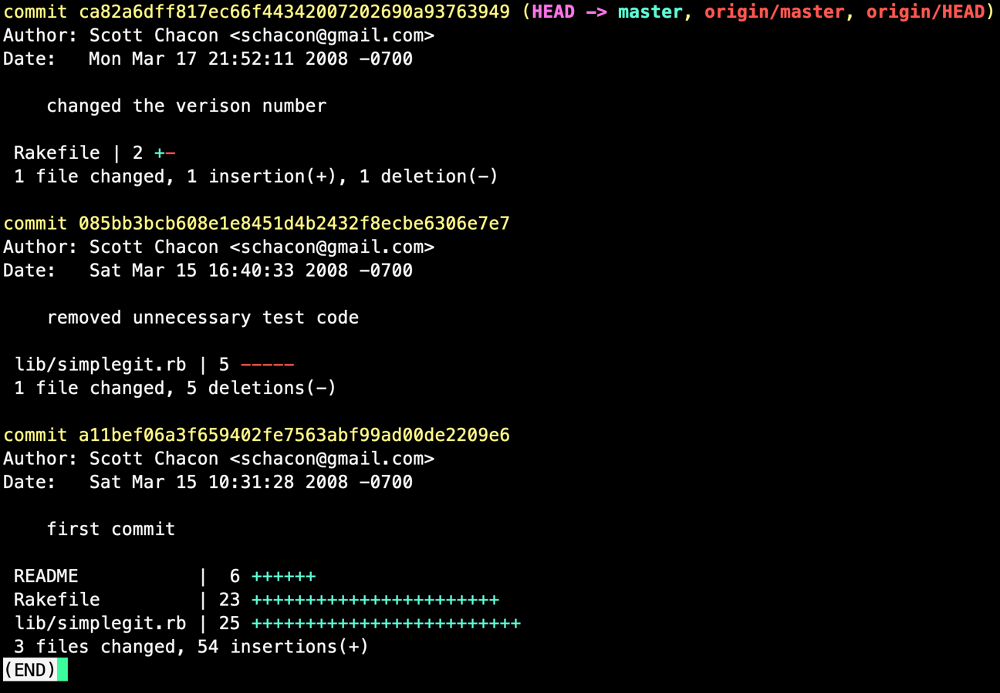 commit ca82a6dff817ec66f44342007202690a93763949 (HEAD -> master, origin/master, origin/HEAD)
Author: Scott Chacon <schacon@gmail.com>
Date:   Mon Mar 17 21:52:11 2008 -0700

    changed the verison number

 Rakefile | 2 +-
 1 file changed, 1 insertion(+), 1 deletion(-)

commit 085bb3bcb608e1e8451d4b2432f8ecbe6306e7e7
Author: Scott Chacon <schacon@gmail.com>
Date:   Sat Mar 15 16:40:33 2008 -0700

    removed unnecessary test code

 lib/simplegit.rb | 5 -----
 1 file changed, 5 deletions(-)

commit a11bef06a3f659402fe7563abf99ad00de2209e6
Author: Scott Chacon <schacon@gmail.com>
Date:   Sat Mar 15 10:31:28 2008 -0700

    first commit

 README           |  6 ++++++
 Rakefile         | 23 +++++++++++++++++++++++
 lib/simplegit.rb | 25 +++++++++++++++++++++++++
 3 files changed, 54 insertions(+)
(END)